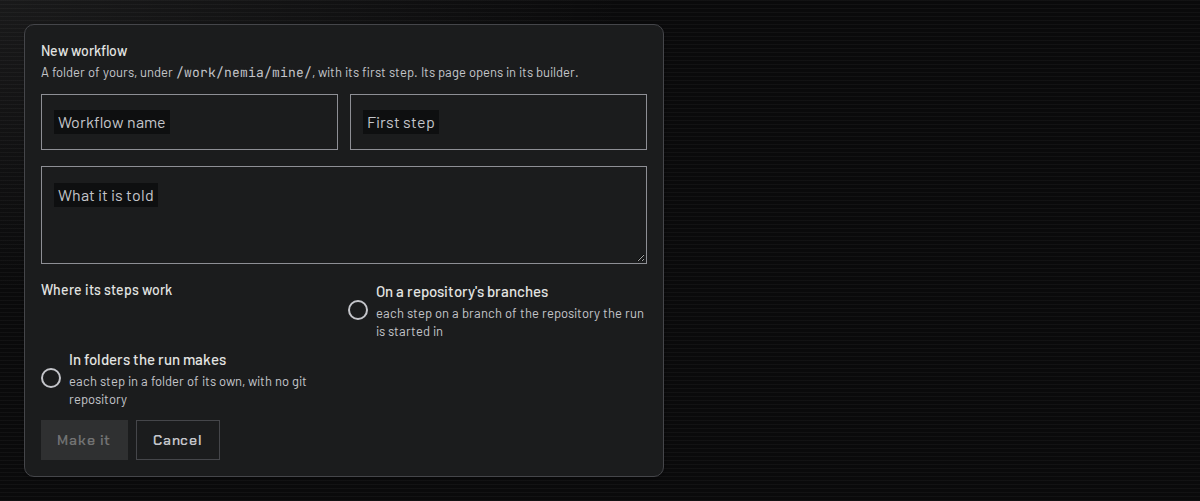 New workflow
A folder of yours, under /work/nemia/mine/, with its first step. Its page opens in its builder.
Workflow name
First step
What it is told
Where its steps work
On a repository's branches
each step on a branch of the repository the run
is started in
In folders the run makes
each step in a folder of its own, with no git
repository
Make it
Cancel